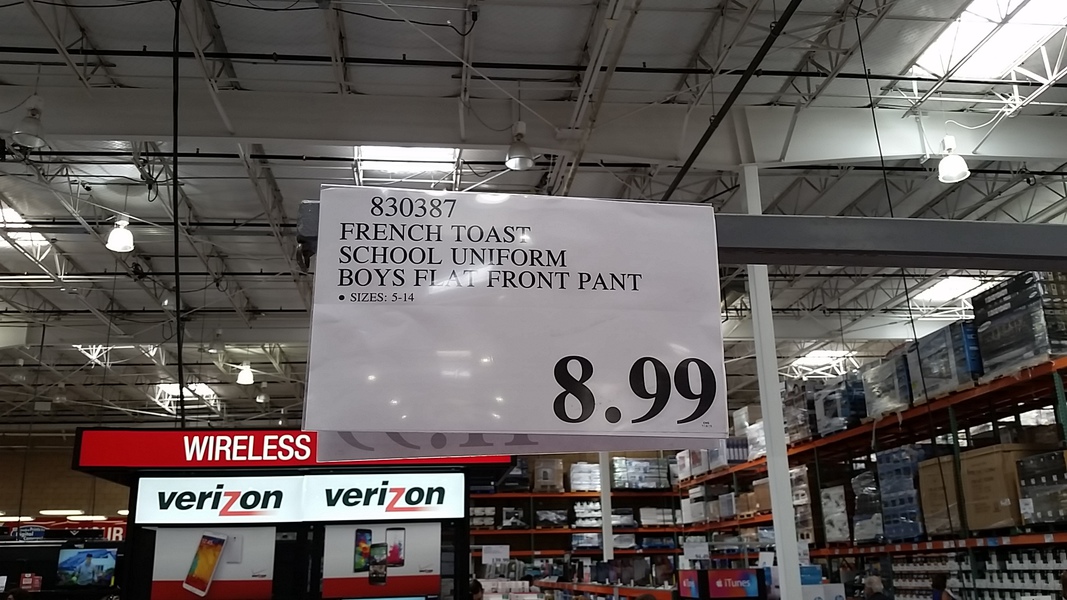 830387
FRENCH TOAST
SCHOOL UNIFORM
BOYS FLAT FRONT PANT
• SIZES: 5-14
8.99
WIRELESS
verizon verizon
iTunes